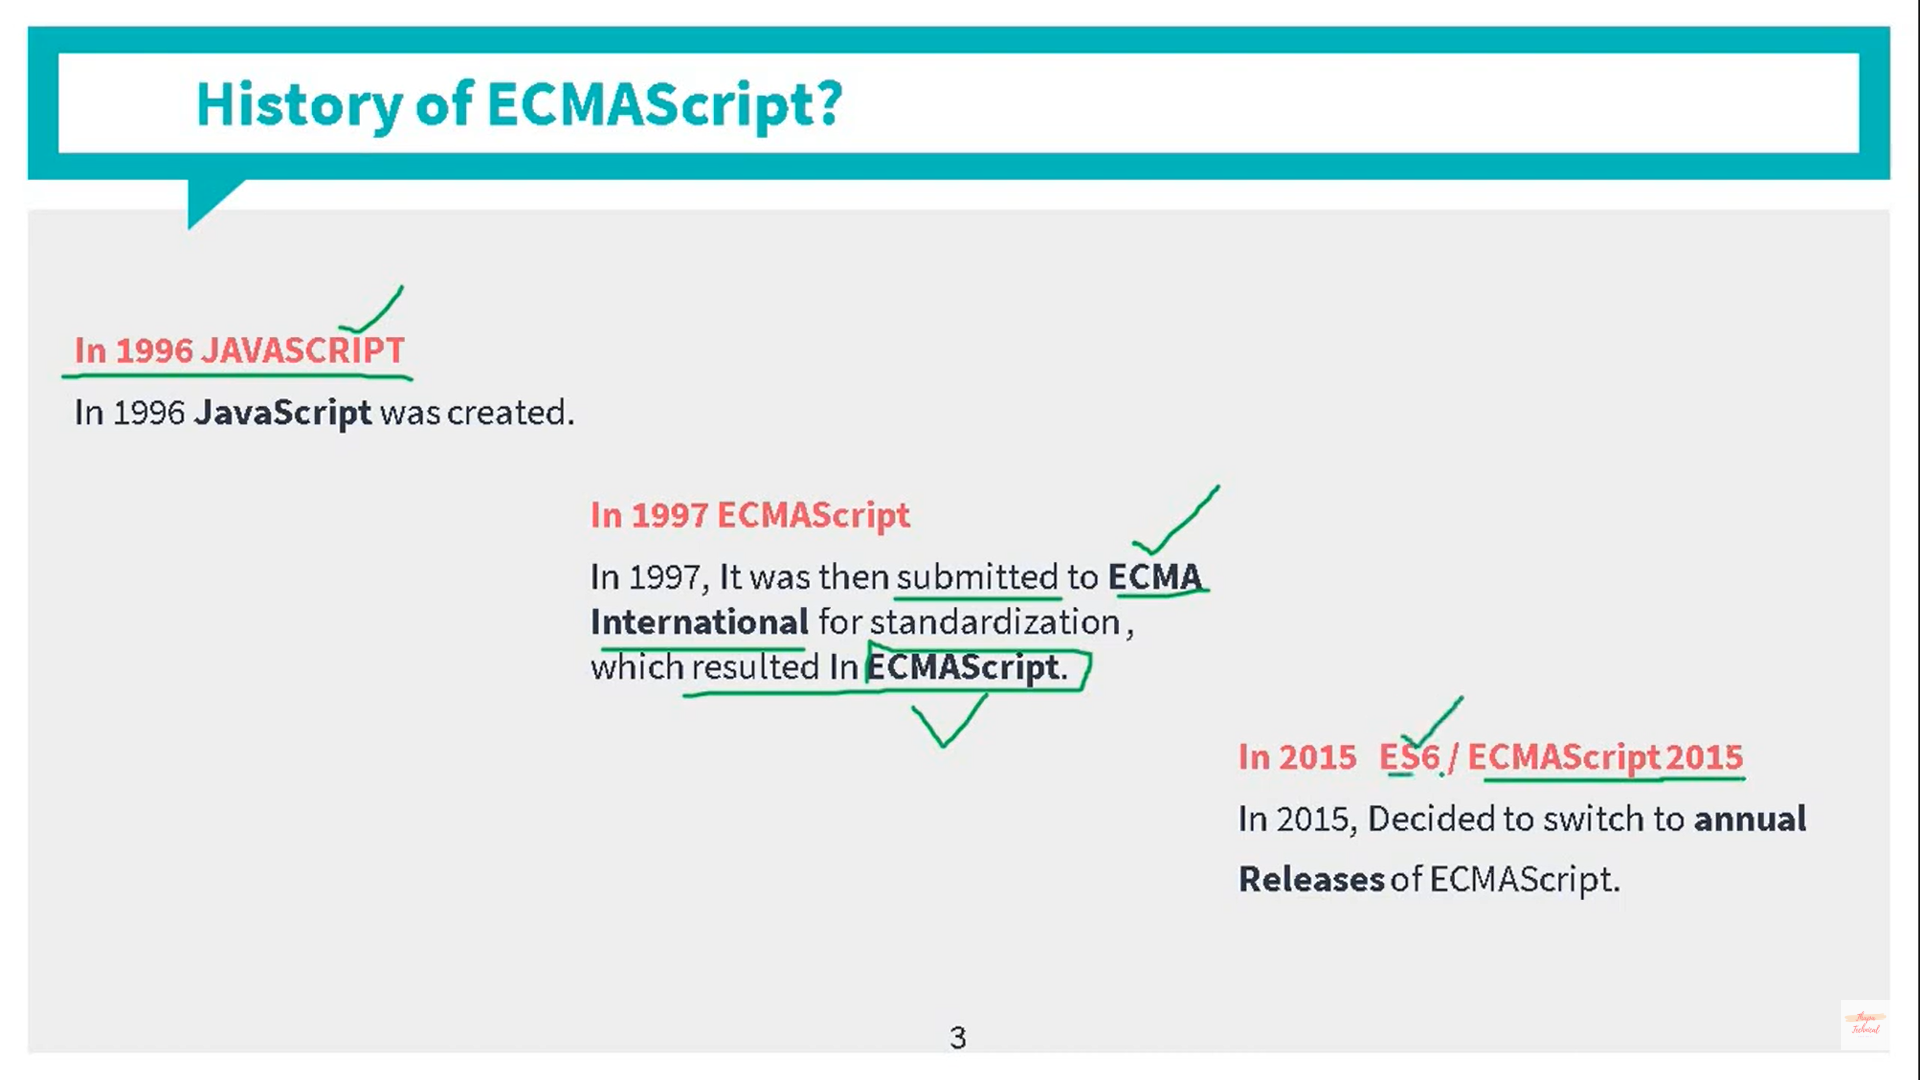 History of ECMAScript?
In 1996 JAVASCRIPT
In 1996 JavaScript was created.
In 1997 ECMAScript
In 1997, It was then submitted to ECMA
International for standardization,
which resulted In ECMAScript.
In 2015 ES6 / ECMAScript 2015
In 2015, Decided to switch to annual
Releases of ECMAScript.
3
Technical